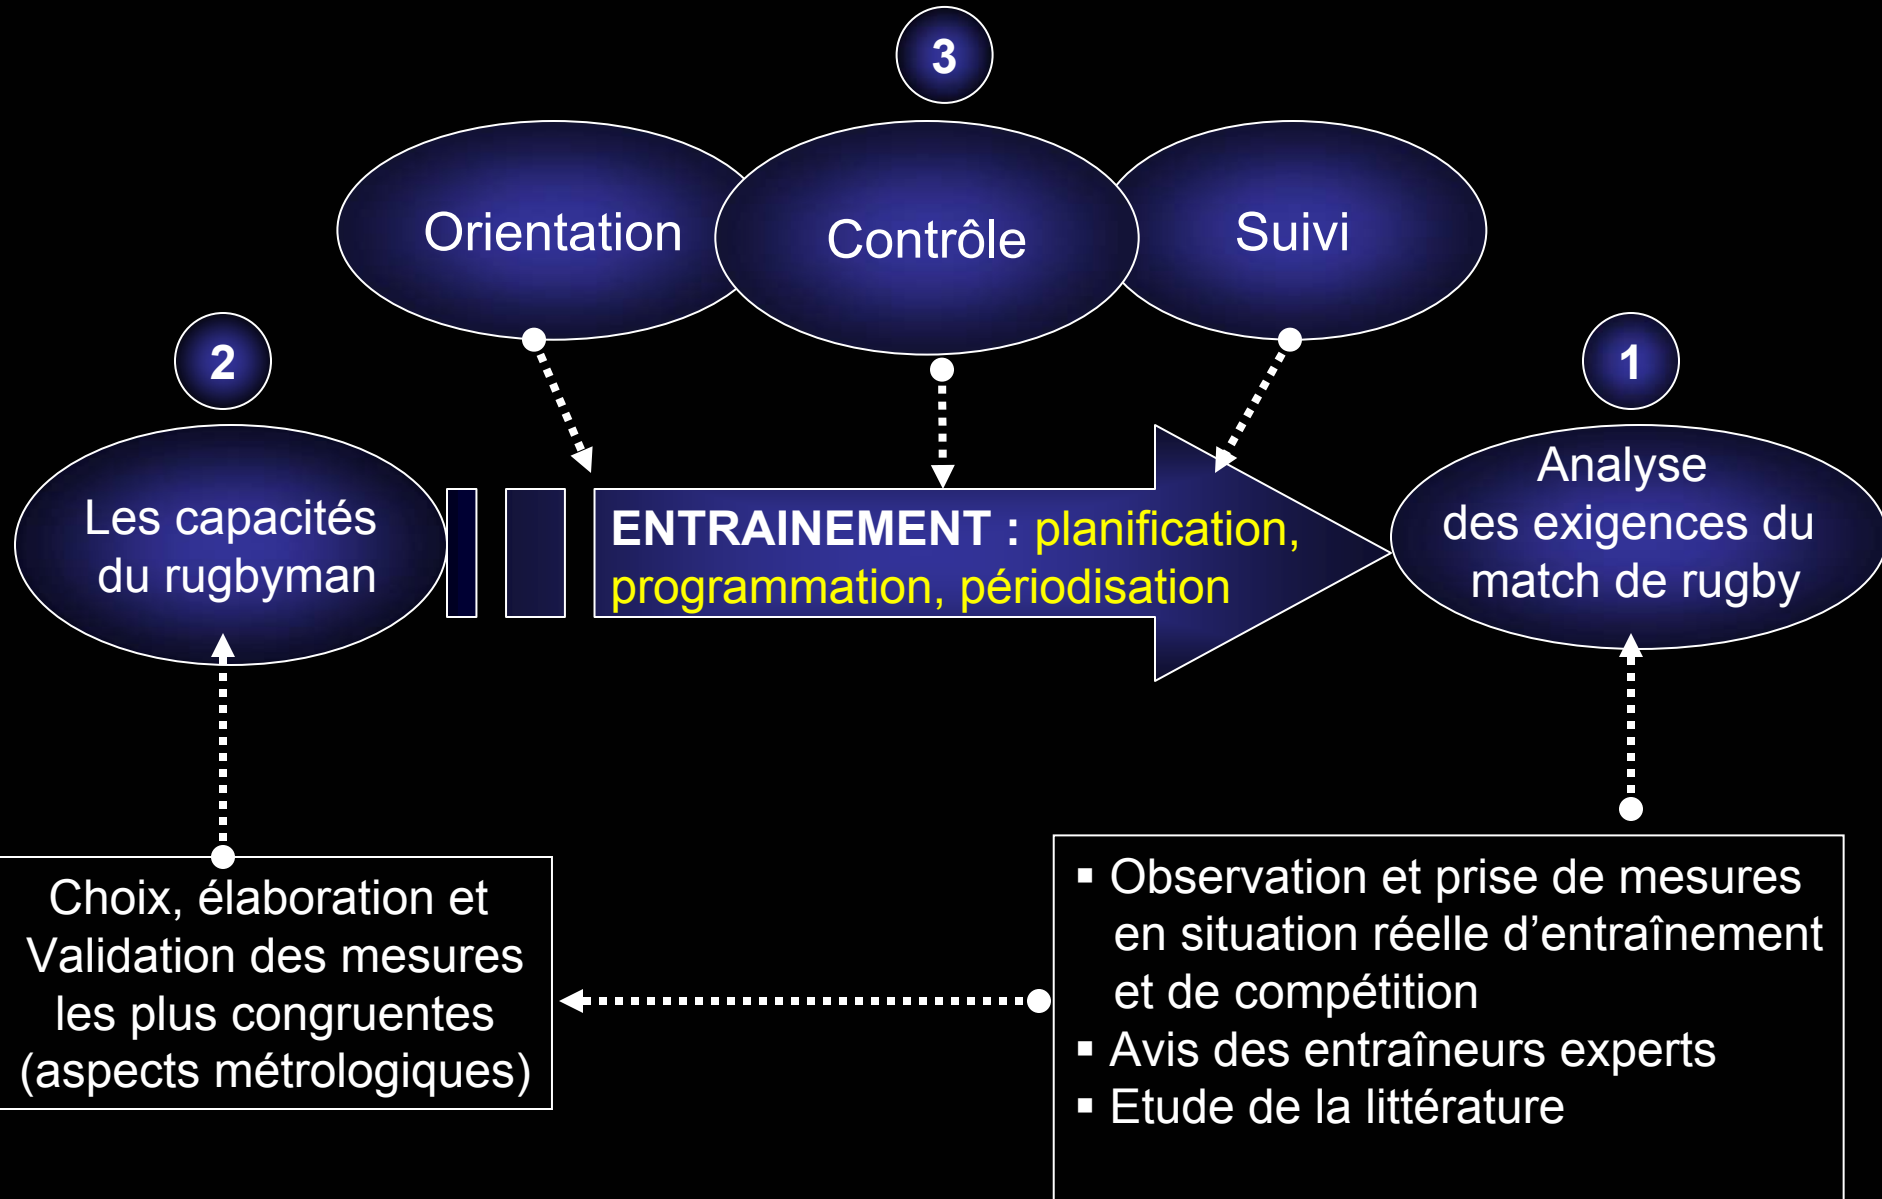 3
Orientation
Contrôle
Suivi
2
1
Les capacités
du rugbyman
ENTRAINEMENT : planification,
programmation, périodisation
Analyse
des exigences du
match de rugby
Choix, élaboration et
Validation des mesures
les plus congruentes
(aspects métrologiques)
▪ Observation et prise de mesures
en situation réelle d’entraînement
et de compétition
▪ Avis des entraîneurs experts
▪ Etude de la littérature